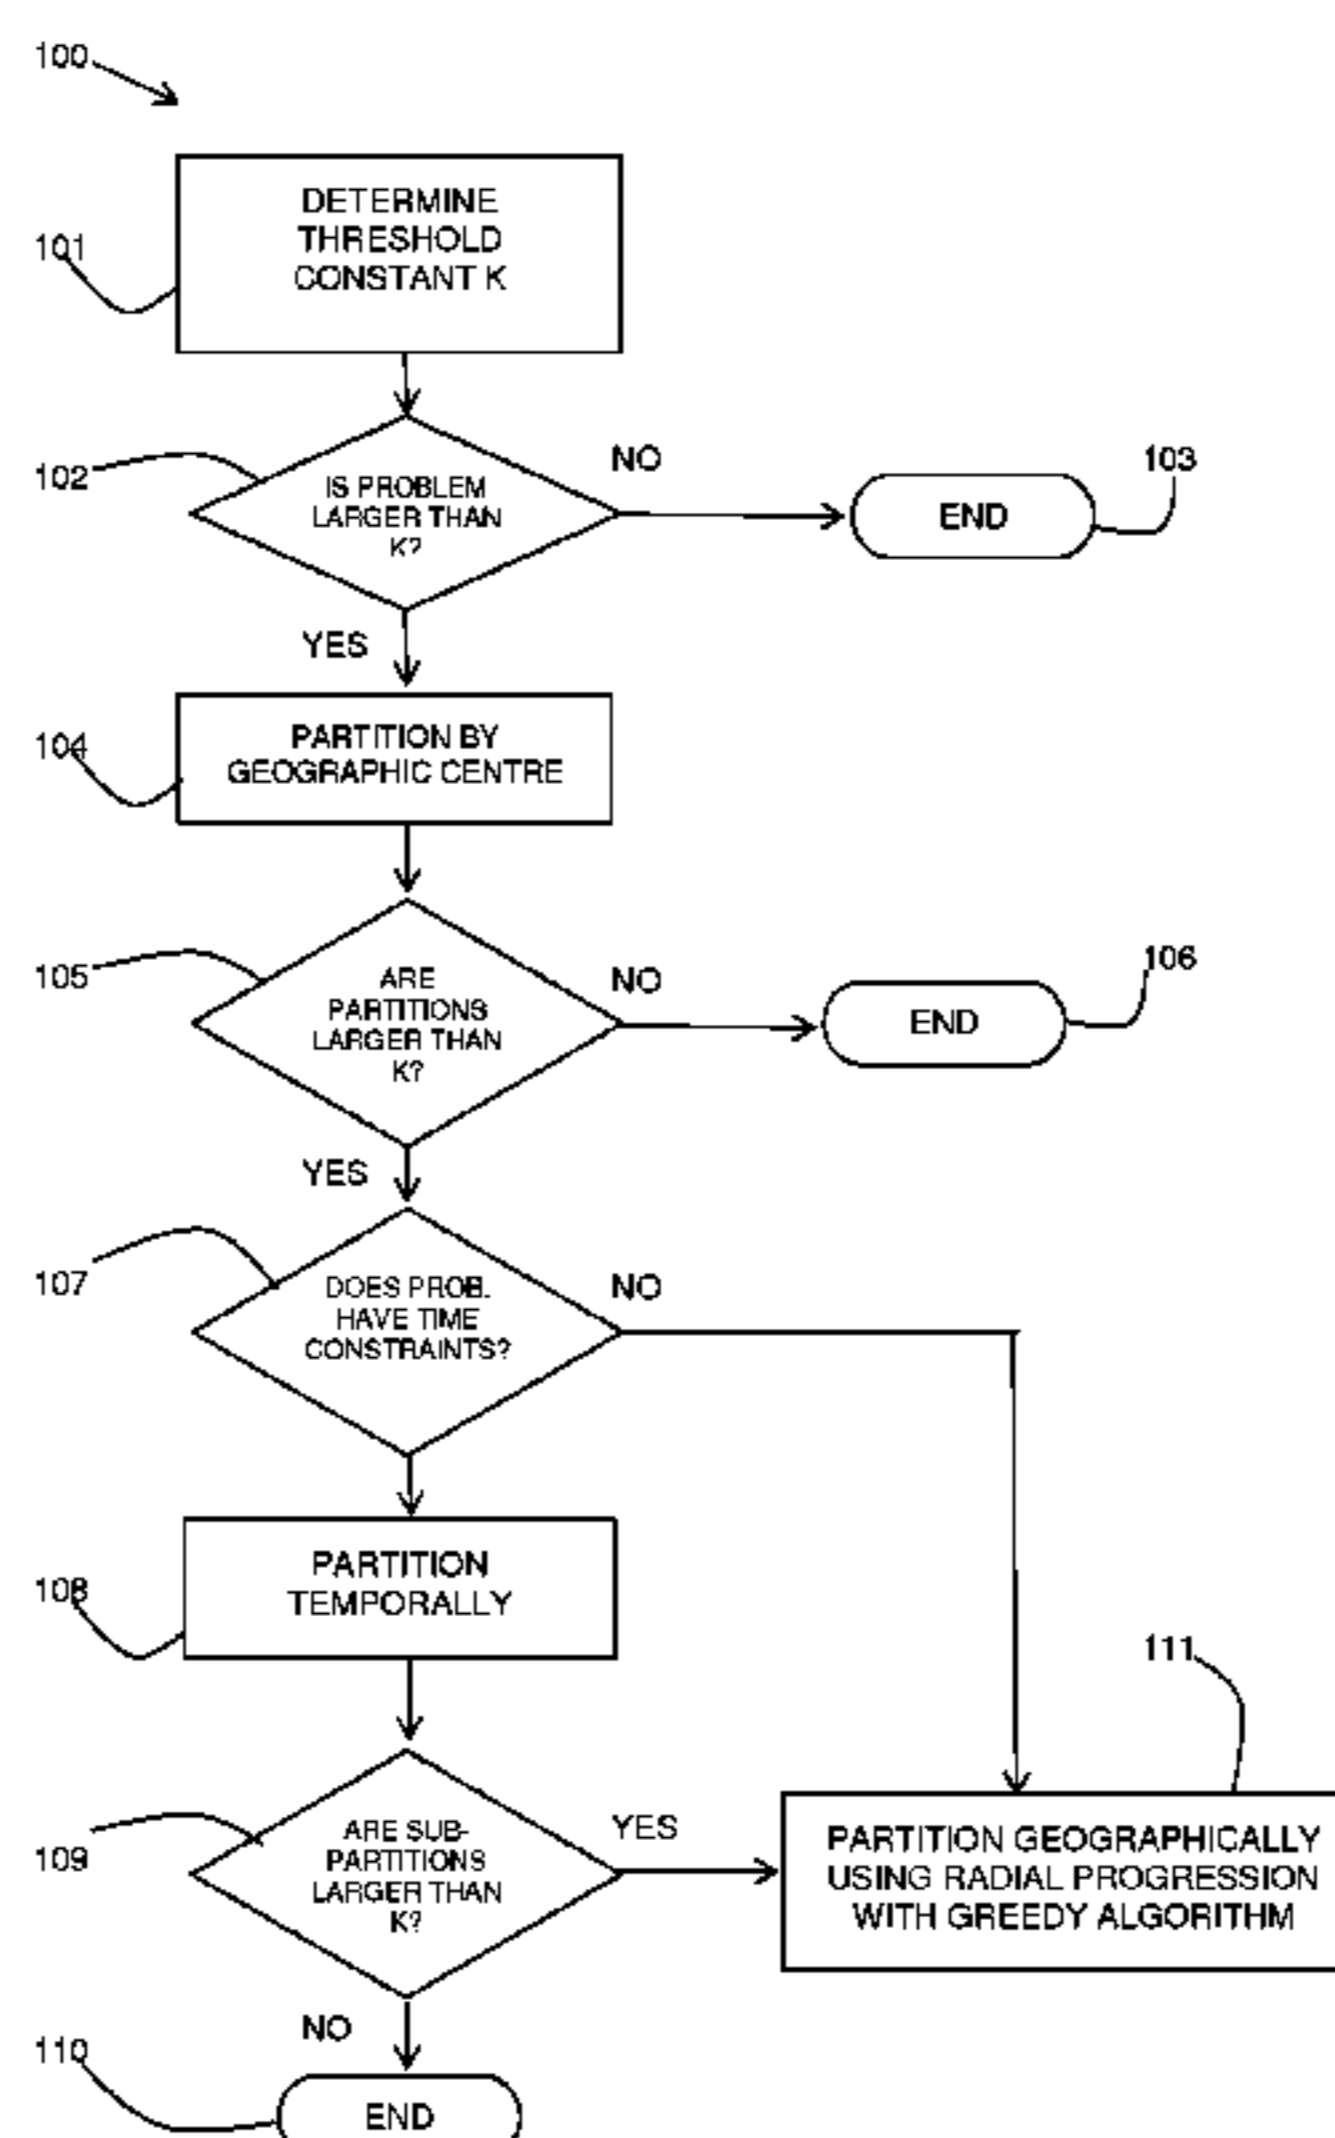 100
101
DETERMINE
THRESHOLD
CONSTANT K
102
IS PROBLEM
LARGER THAN
K?
NO
103
END
YES
104
PARTITION BY
GEOGRAPHIC CENTRE
105
ARE
PARTITIONS
LARGER THAN
K?
NO
106
END
YES
107
DOES PROB.
HAVE TIME
CONSTRAINTS?
NO
108
PARTITION
TEMPORALLY
109
ARE SUB-
PARTITIONS
LARGER THAN
K?
YES
111
PARTITION GEOGRAPHICALLY
USING RADIAL PROGRESSION
WITH GREEDY ALGORITHM
NO
110
END